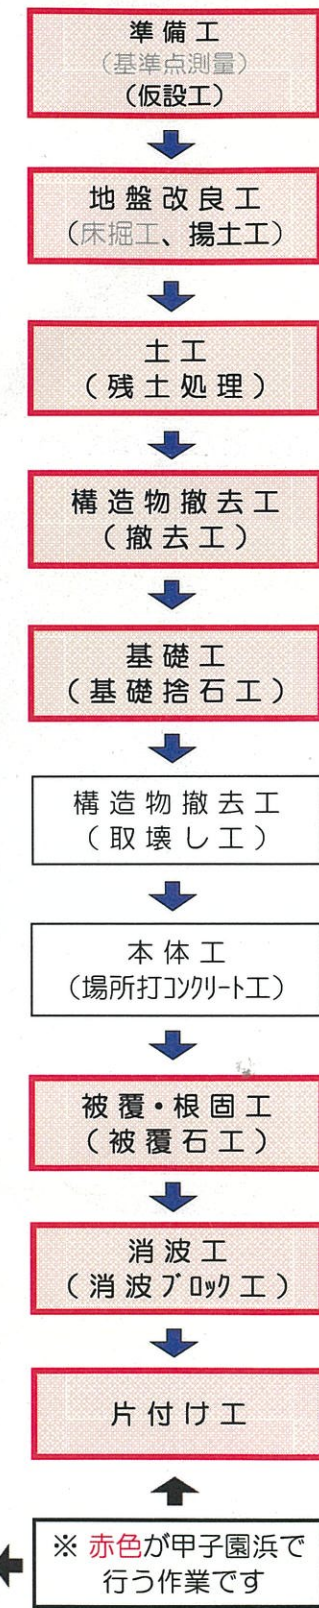 準備工
(基準点測量)
(仮設工)
地盤改良工
(床掘工、揚土工)
土工
(残土処理)
構造物撤去工
(撤去工)
基礎工
(基礎捨石工)
構造物撤去工
(取壊し工)
本体工
(場所打コンクリート工)
被覆・根固工
(被覆石工)
消波工
(消波ブロック工)
片付け工
※ 赤色が甲子園浜で
行う作業です